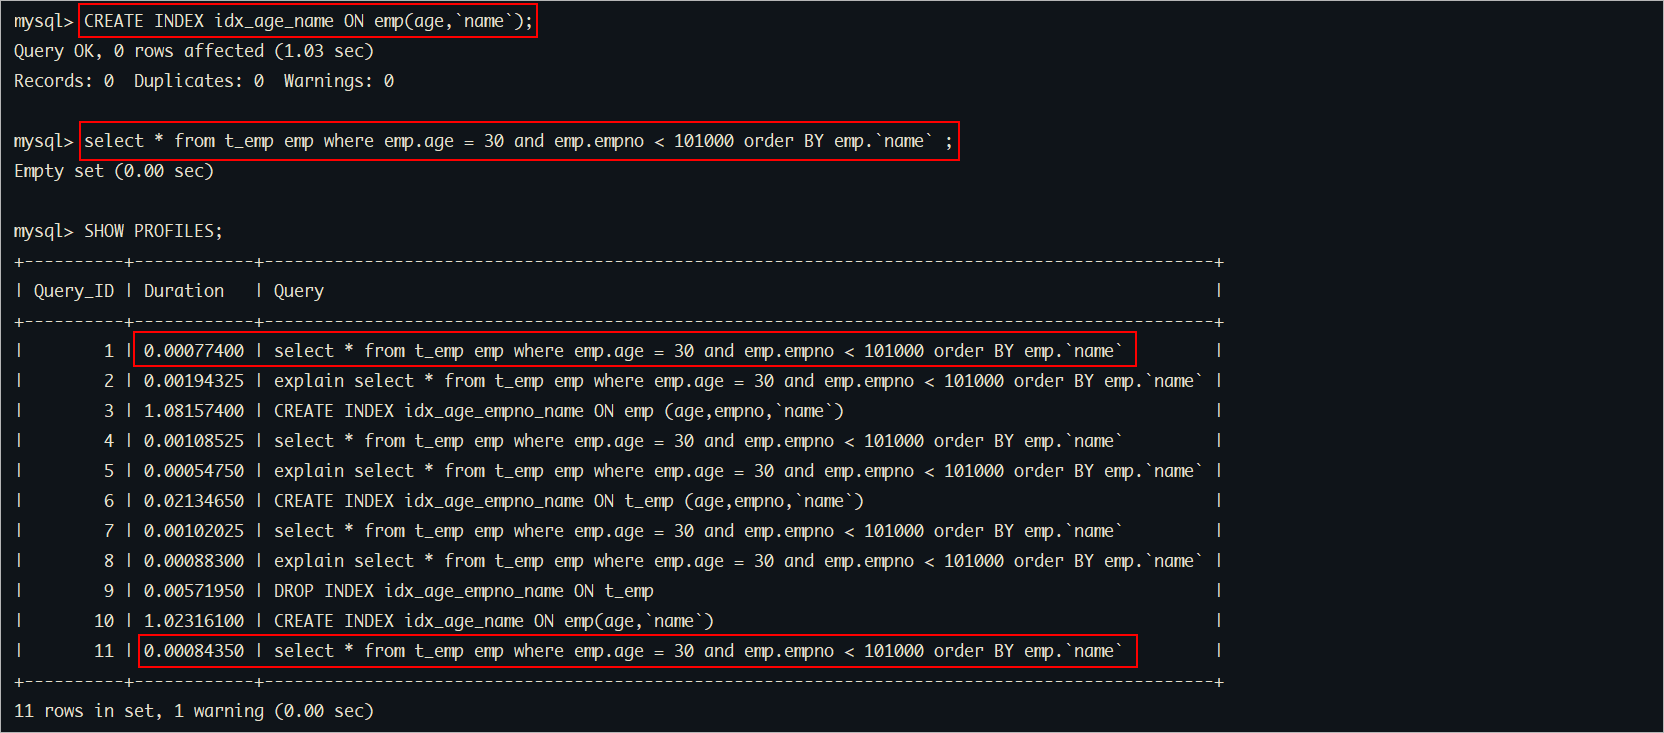 mysql> CREATE INDEX idx_age_name ON emp(age,`name`);
Query OK, 0 rows affected (1.03 sec)
Records: 0  Duplicates: 0  Warnings: 0
mysql> select * from t_emp emp where emp.age = 30 and emp.empno < 101000 order BY emp.`name` ;
Empty set (0.00 sec)
mysql> SHOW PROFILES;
+----------+------------+-----------------------------------------------------------------------------------------------+
| Query_ID | Duration   | Query                                                                                         |
+----------+------------+-----------------------------------------------------------------------------------------------+
|        1 | 0.00077400 | select * from t_emp emp where emp.age = 30 and emp.empno < 101000 order BY emp.`name`         |
|        2 | 0.00194325 | explain select * from t_emp emp where emp.age = 30 and emp.empno < 101000 order BY emp.`name` |
|        3 | 1.08157400 | CREATE INDEX idx_age_empno_name ON emp (age,empno,`name`)                                     |
|        4 | 0.00108525 | select * from t_emp emp where emp.age = 30 and emp.empno < 101000 order BY emp.`name`         |
|        5 | 0.00054750 | explain select * from t_emp emp where emp.age = 30 and emp.empno < 101000 order BY emp.`name` |
|        6 | 0.02134650 | CREATE INDEX idx_age_empno_name ON t_emp (age,empno,`name`)                                   |
|        7 | 0.00102025 | select * from t_emp emp where emp.age = 30 and emp.empno < 101000 order BY emp.`name`         |
|        8 | 0.00088300 | explain select * from t_emp emp where emp.age = 30 and emp.empno < 101000 order BY emp.`name` |
|        9 | 0.00571950 | DROP INDEX idx_age_empno_name ON t_emp                                                        |
|       10 | 1.02316100 | CREATE INDEX idx_age_name ON emp(age,`name`)                                                  |
|       11 | 0.00084350 | select * from t_emp emp where emp.age = 30 and emp.empno < 101000 order BY emp.`name`         |
+----------+------------+-----------------------------------------------------------------------------------------------+
11 rows in set, 1 warning (0.00 sec)